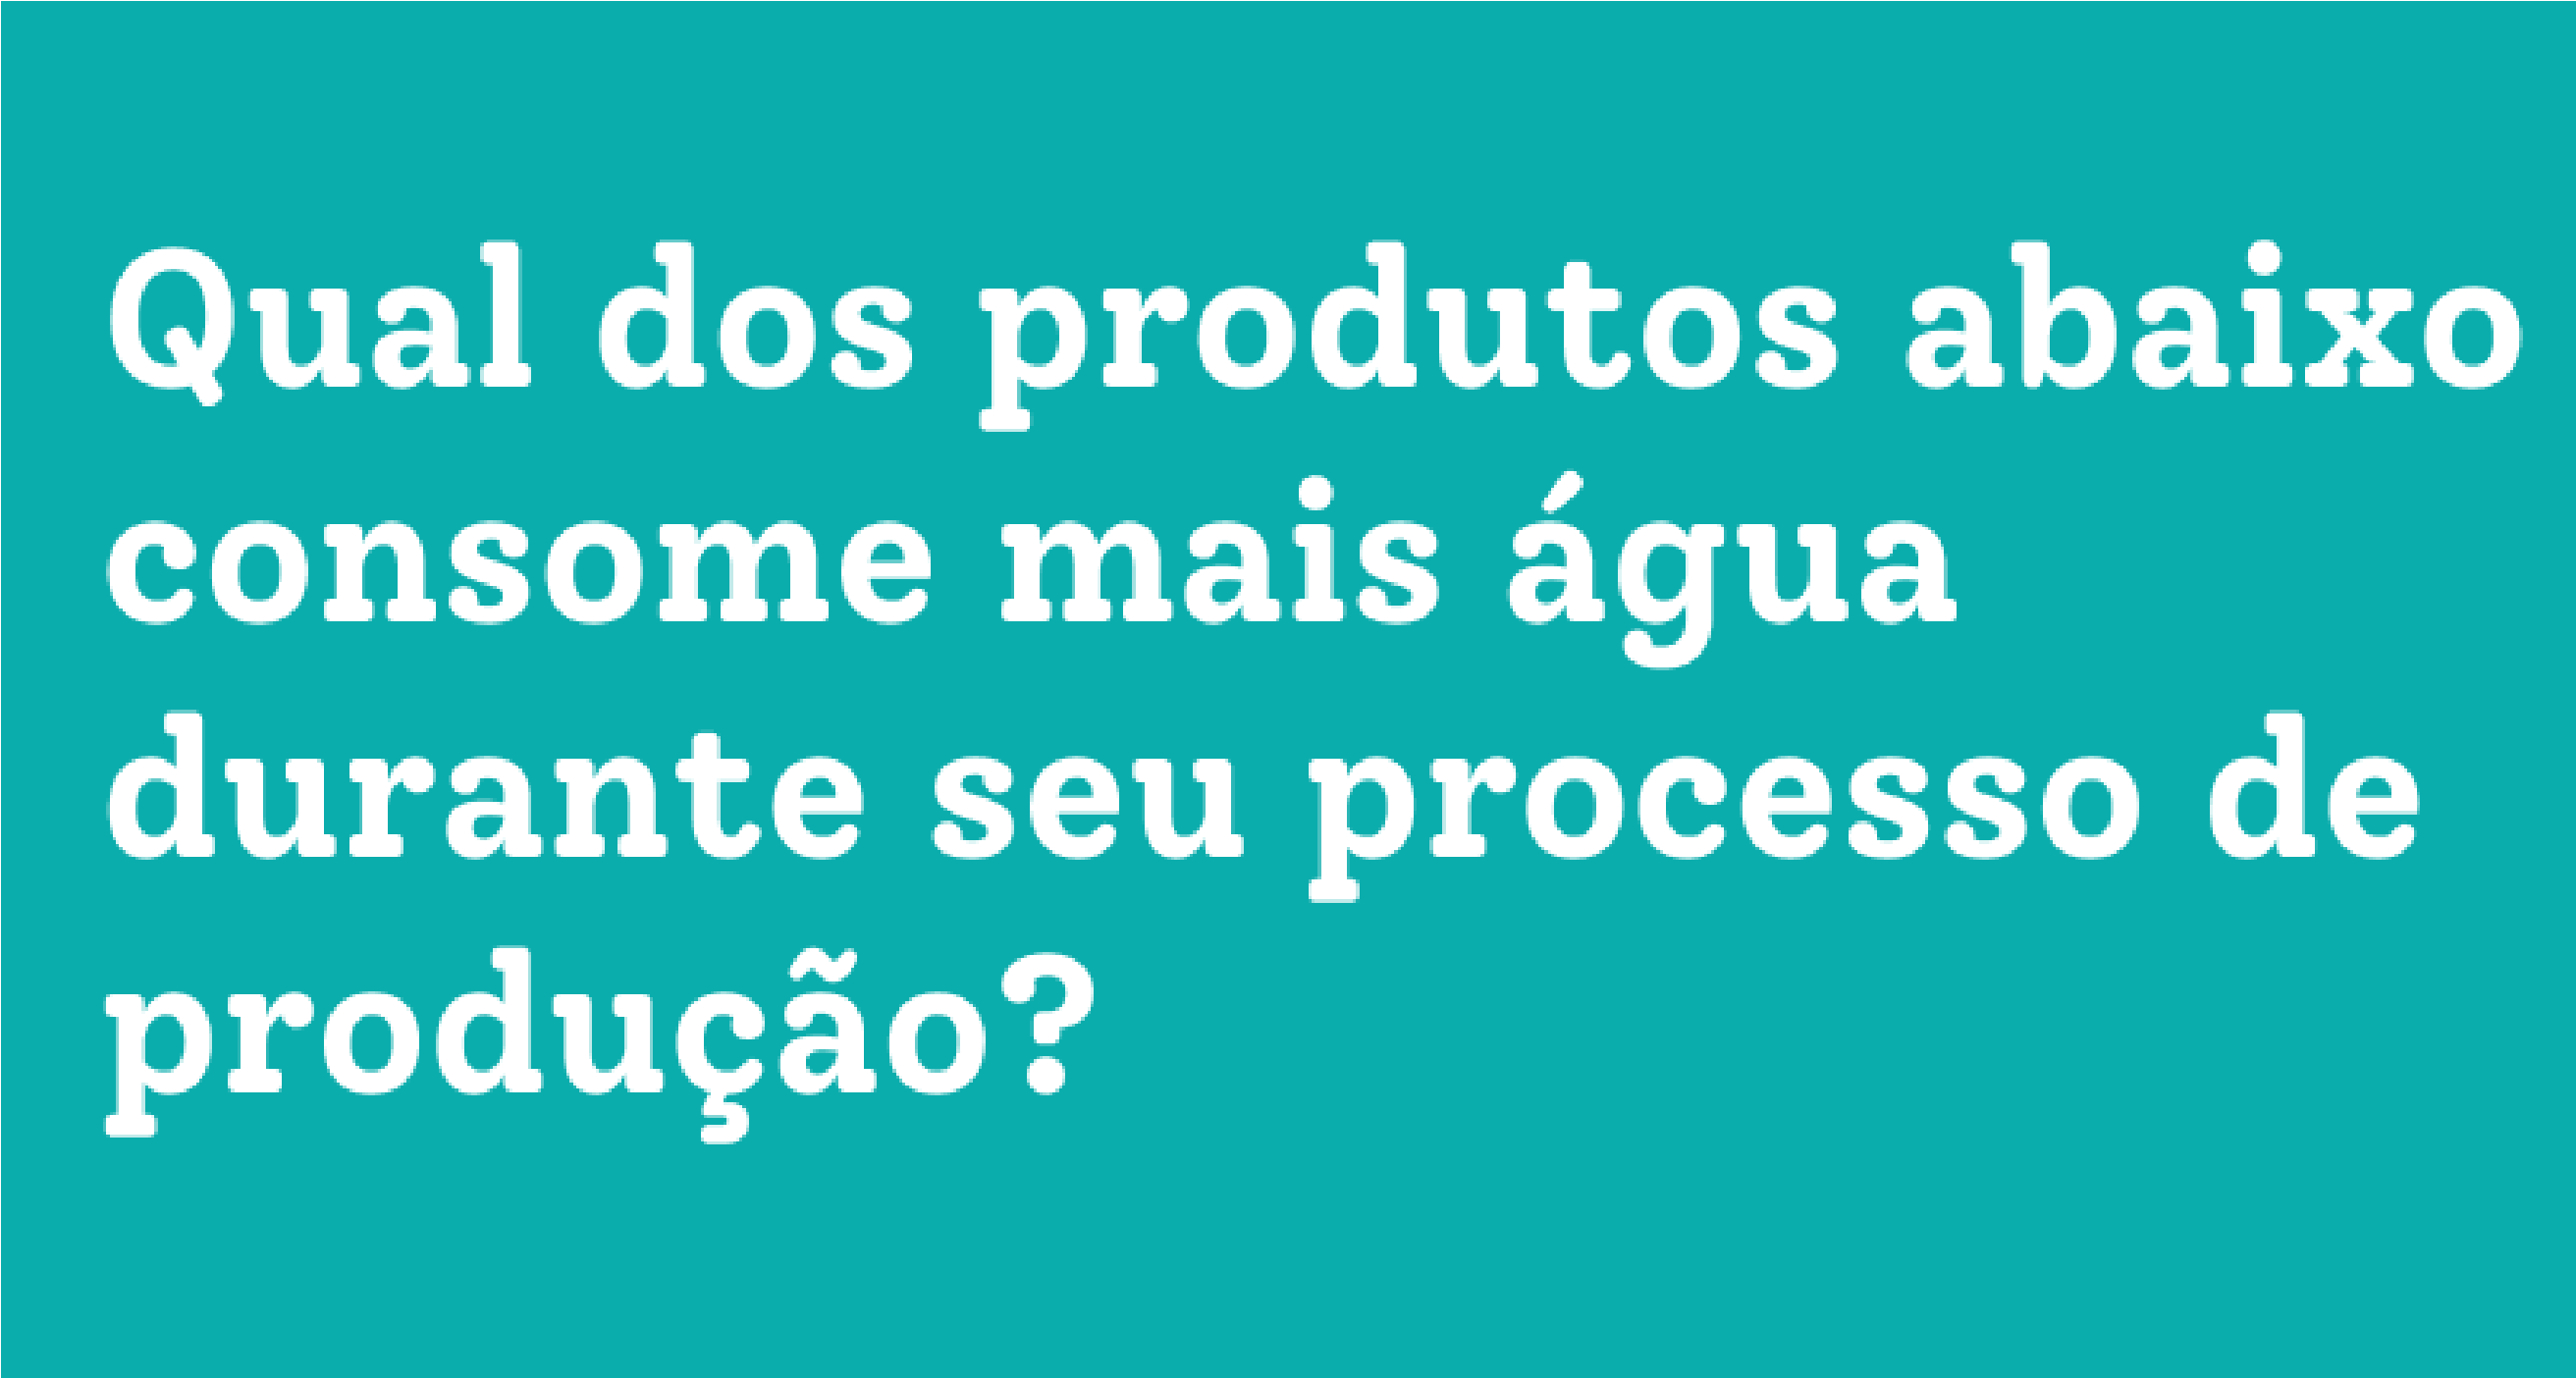 Qual dos produtos abaixo
consome mais água
durante seu processo de
produção?